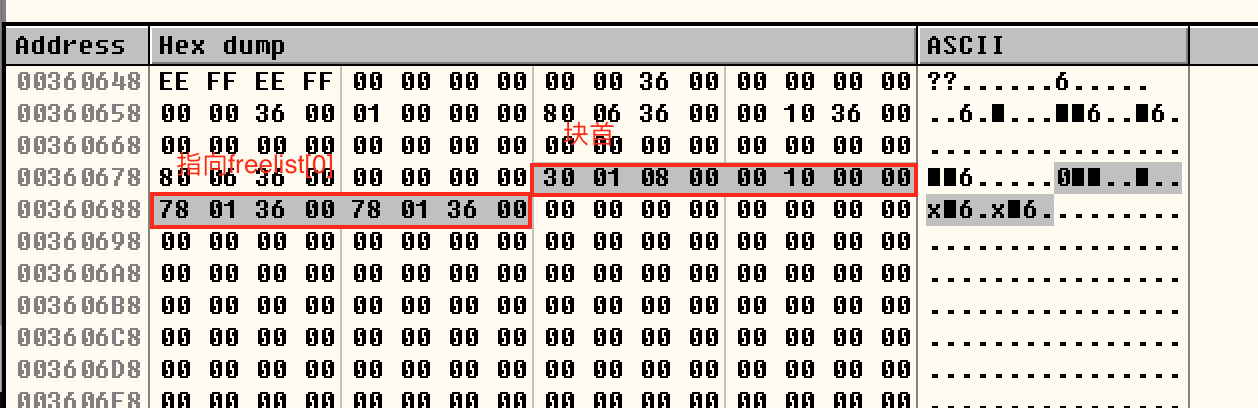 Address Hex dump ASCII
00360648 EE FF EE FF 00 00 00 00 00 00 36 00 00 00 00 00 ??......6.....
00360658 00 00 36 00 01 00 00 00 80 06 36 00 00 10 36 00 ..6.■...■■6..■6.
块首
00360668 00 00 00 00 00 00 00 00 00 00 00 00 00 00 00 00 ................
指向freelist[0]
00360678 80 06 36 00 00 00 00 00 30 01 08 00 00 10 00 00 ■■6.....0■■..■..
00360688 78 01 36 00 78 01 36 00 00 00 00 00 00 00 00 00 x■6.x■6.........
00360698 00 00 00 00 00 00 00 00 00 00 00 00 00 00 00 00 ................
003606A8 00 00 00 00 00 00 00 00 00 00 00 00 00 00 00 00 ................
003606B8 00 00 00 00 00 00 00 00 00 00 00 00 00 00 00 00 ................
003606C8 00 00 00 00 00 00 00 00 00 00 00 00 00 00 00 00 ................
003606D8 00 00 00 00 00 00 00 00 00 00 00 00 00 00 00 00 ................
003606E8 00 00 00 00 00 00 00 00 00 00 00 00 00 00 00 00